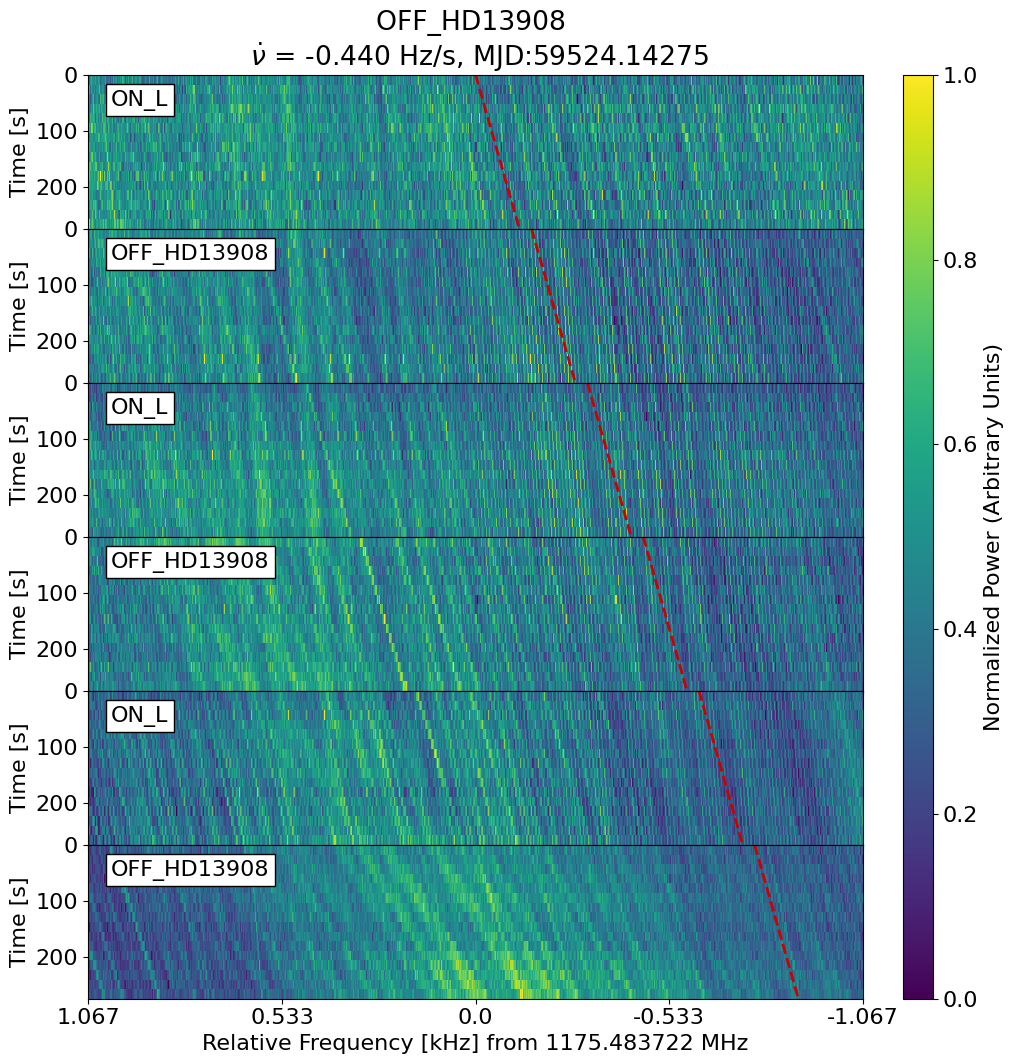 OFF_HD13908
ν̇ = -0.440 Hz/s, MJD:59524.14275
0
ON_L
100
Time [s]
200
0
OFF_HD13908
100
Time [s]
200
0
ON_L
100
Time [s]
200
0
OFF_HD13908
100
Time [s]
200
0
ON_L
100
Time [s]
200
0
OFF_HD13908
100
Time [s]
200
1.067 0.533 0.0 -0.533 -1.067
Relative Frequency [kHz] from 1175.483722 MHz
1.0
0.8
0.6
0.4
0.2
0.0
Normalized Power (Arbitrary Units)